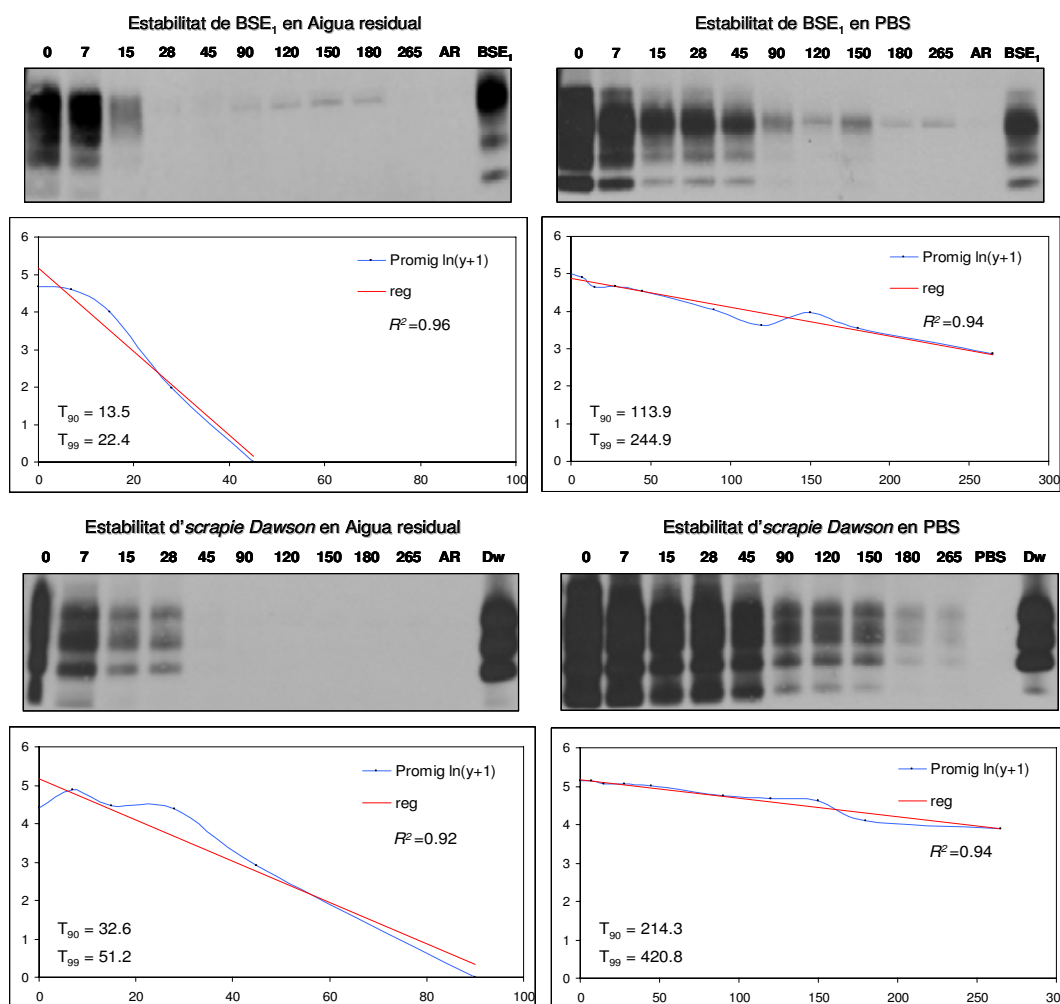 Estabilitat de BSE1 en Aigua residual
0 7 15 28 45 90 120 150 180 265 AR BSE1
6
5
4
3
2
1
0
0 20 40 60 80 100
Promig ln(y+1)
reg
R²=0.96
T90 = 13.5
T99 = 22.4
Estabilitat de BSE1 en PBS
0 7 15 28 45 90 120 150 180 265 AR BSE1
6
5
4
3
2
1
0
0 50 100 150 200 250 300
Promig ln(y+1)
reg
R²=0.94
T90 = 113.9
T99 = 244.9
Estabilitat d'scrapie Dawson en Aigua residual
0 7 15 28 45 90 120 150 180 265 AR Dw
6
5
4
3
2
1
0
0 20 40 60 80 100
Promig ln(y+1)
reg
R²=0.92
T90 = 32.6
T99 = 51.2
Estabilitat d'scrapie Dawson en PBS
0 7 15 28 45 90 120 150 180 265 PBS Dw
6
5
4
3
2
1
0
0 50 100 150 200 250 300
Promig ln(y+1)
reg
R²=0.94
T90 = 214.3
T99 = 420.8